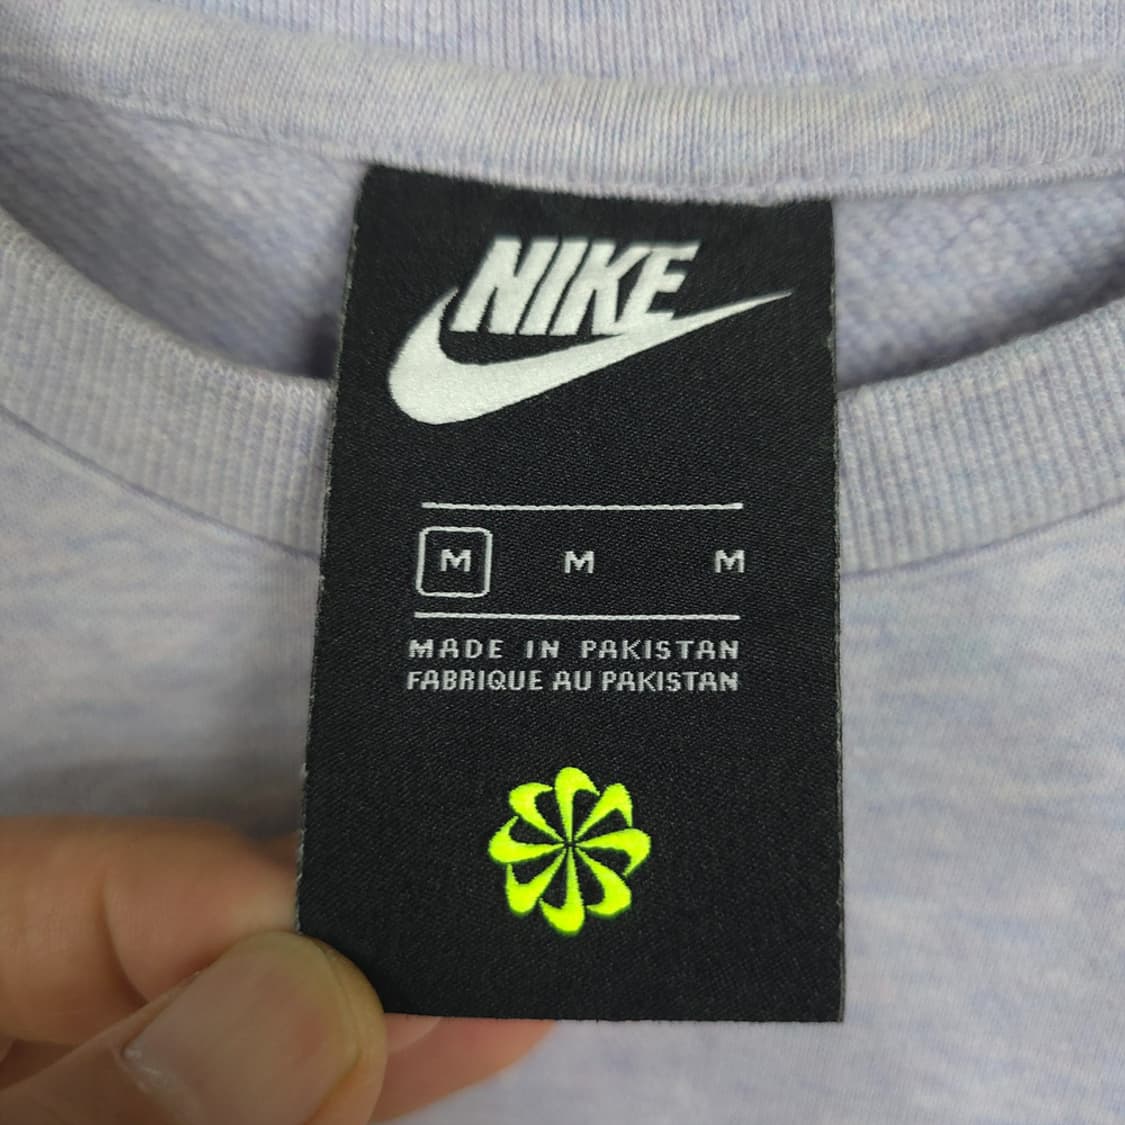 NIKE
M M M
MADE IN PAKISTAN
FABRIQUE AU PAKISTAN